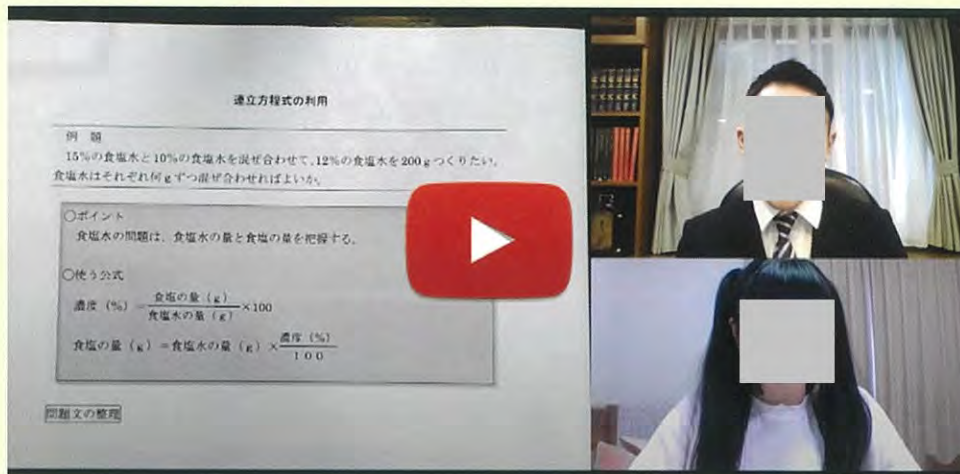 連立方程式の利用
例 題
15%の食塩水と10%の食塩水を混ぜ合わせて、12%の食塩水を200gつくりたい。
食塩水はそれぞれ何gずつ混ぜ合わせればよいか。
○ポイント
食塩水の問題は、食塩水の量と食塩の量を把握する。
○使う公式
濃度（%）＝食塩の量（g）/食塩水の量（g）×100
食塩の量（g）＝食塩水の量（g）×濃度（%）/100
問題文の整理